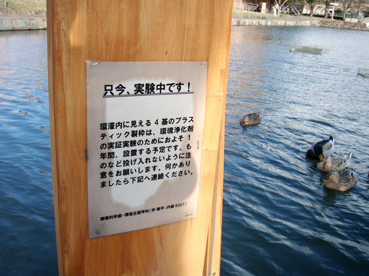 只今、実験中です！
環濠内に見える４基のプラス
ティック製枠は、環境浄化剤
の実証実験のためにおよそ１
年間、設置する予定です。も
のなど投げ入れないように注
意をお願いします。何かあり
ましたら下記へ連絡ください。